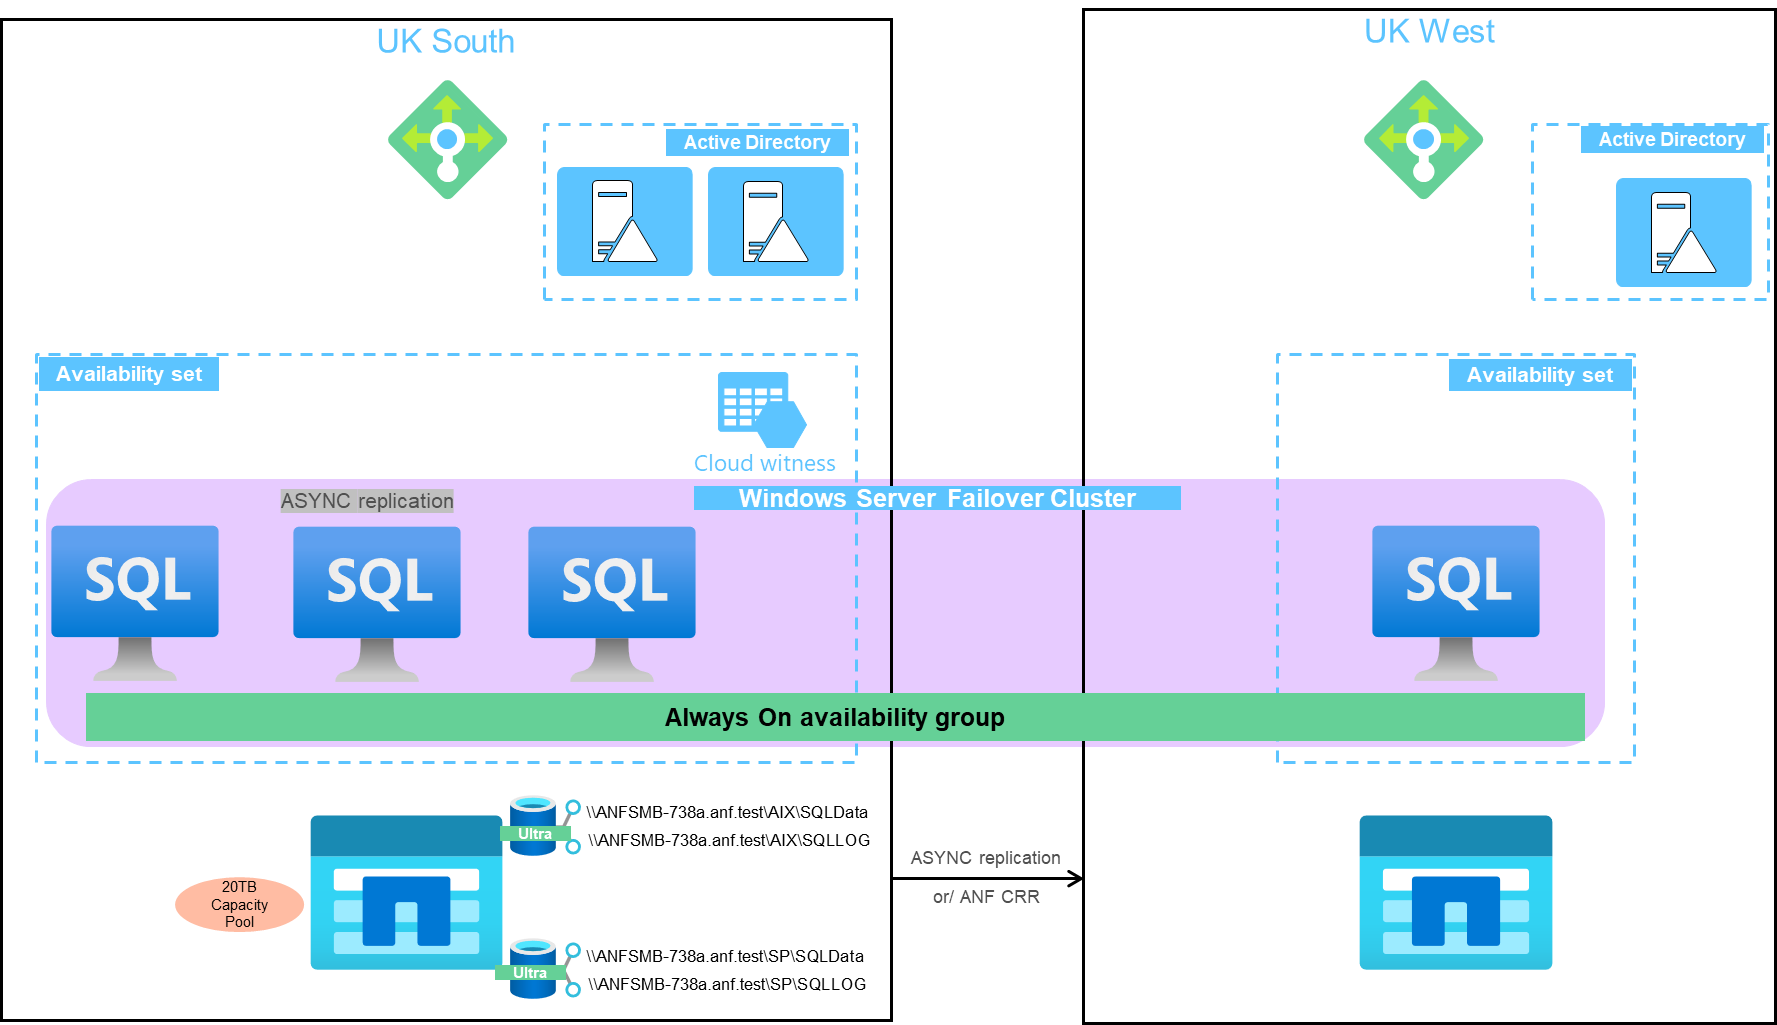 UK South
UK West
Active Directory
Active Directory
Availability set
Availability set
Cloud witness
Windows Server Failover Cluster
ASYNC replication
SQL
SQL
SQL
SQL
Always On availability group
Ultra
\\ANFSMB-738a.anf.test\AIX\SQLData
\\ANFSMB-738a.anf.test\AIX\SQLLOG
20TB
Capacity
Pool
ASYNC replication
or/ ANF CRR
Ultra
\\ANFSMB-738a.anf.test\SP\SQLData
\\ANFSMB-738a.anf.test\SP\SQLLOG